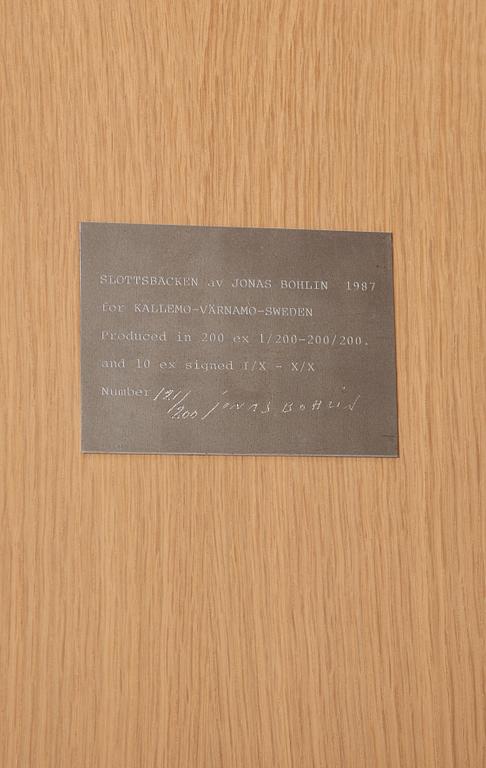 SLOTTSBACKEN av JONAS BOHLIN 1987
for KÄLLEMO-VÄRNAMO-SWEDEN
Produced in 200 ex 1/200-200/200.
and 10 ex signed I/X - X/X
Number 121/200 JONAS BOHLIN